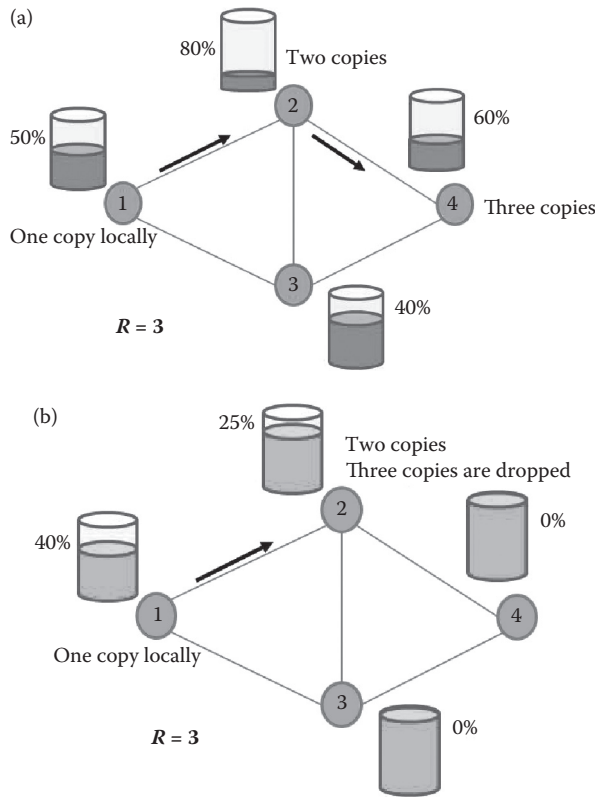 (a)
80%
Two copies
2
50%
60%
1
4
Three copies
One copy locally
3
40%
R = 3
(b)
25%
Two copies
Three copies are dropped
2
0%
40%
1
4
One copy locally
3
0%
R = 3